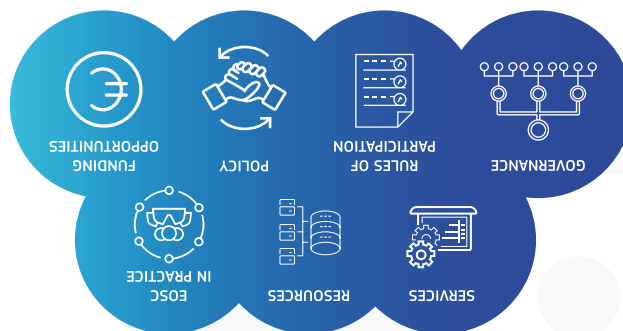 SERVICES
RESOURCES
EOSC
IN PRACTICE
GOVERNANCE
RULES OF
PARTICIPATION
POLICY
FUNDING
OPPORTUNITIES